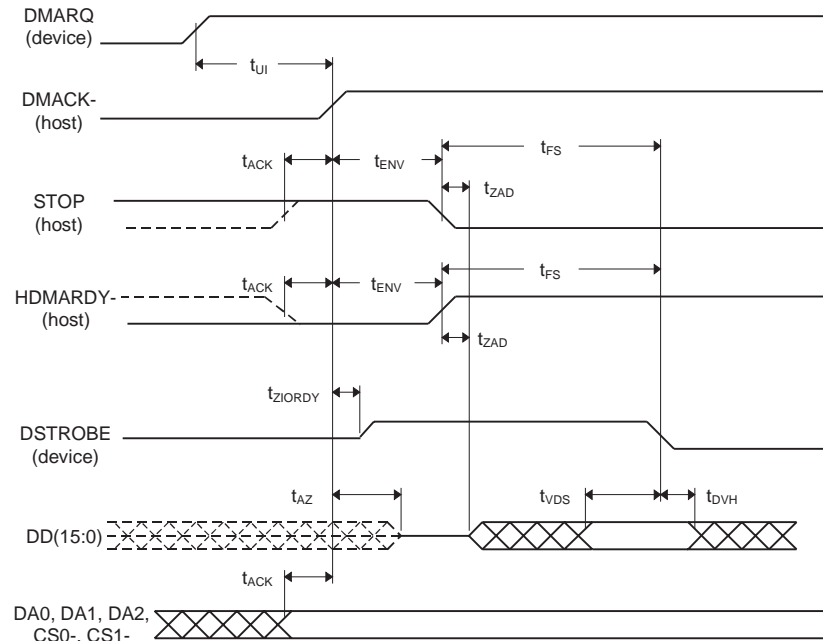 DMARQ
(device)
tUI
DMACK-
(host)
tACK
tENV
tFS
tZAD
STOP
(host)
tACK
tENV
tFS
HDMARDY-
(host)
tZAD
tZIORDY
DSTROBE
(device)
tAZ
tVDS
tDVH
DD(15:0)
tACK
DA0, DA1, DA2,
CS0-, CS1-